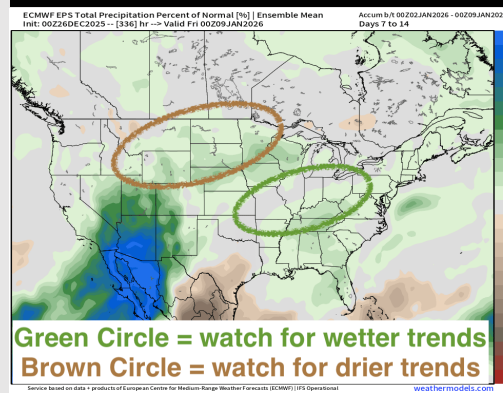 ECMWF EPS Total Precipitation Percent of Normal [%] | Ensemble Mean
Init: 00Z26DEC2025 -- [336] hr --> Valid Fri 00Z09JAN2026
Accum b/t 00Z02JAN2026 - 00Z09JAN202
Days 7 to 14
Green Circle = watch for wetter trends
Brown Circle = watch for drier trends
Service based on data + products of European Centre for Medium-Range Weather Forecasts (ECMWF) | IFS Operational
weathermodels.com